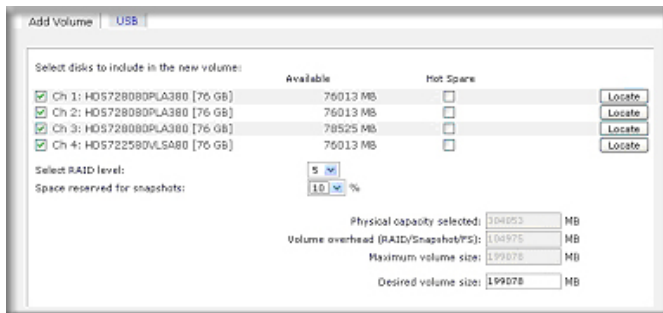 Add Volume USB
Select disks to include in the new volume:
Available Hot Spare
Ch 1: HDS728080PLA380 [76 GB] 76013 MB Locate
Ch 2: HDS728080PLA380 [76 GB] 76013 MB Locate
Ch 3: HDS728080PLA380 [76 GB] 78525 MB Locate
Ch 4: HDS722580VLSA80 [76 GB] 76013 MB Locate
Select RAID level: 5
Space reserved for snapshots: 10 %
Physical capacity selected: 304053 MB
Volume overhead (RAID/Snapshot/FS): 104975 MB
Maximum volume size: 199078 MB
Desired volume size: 199078 MB